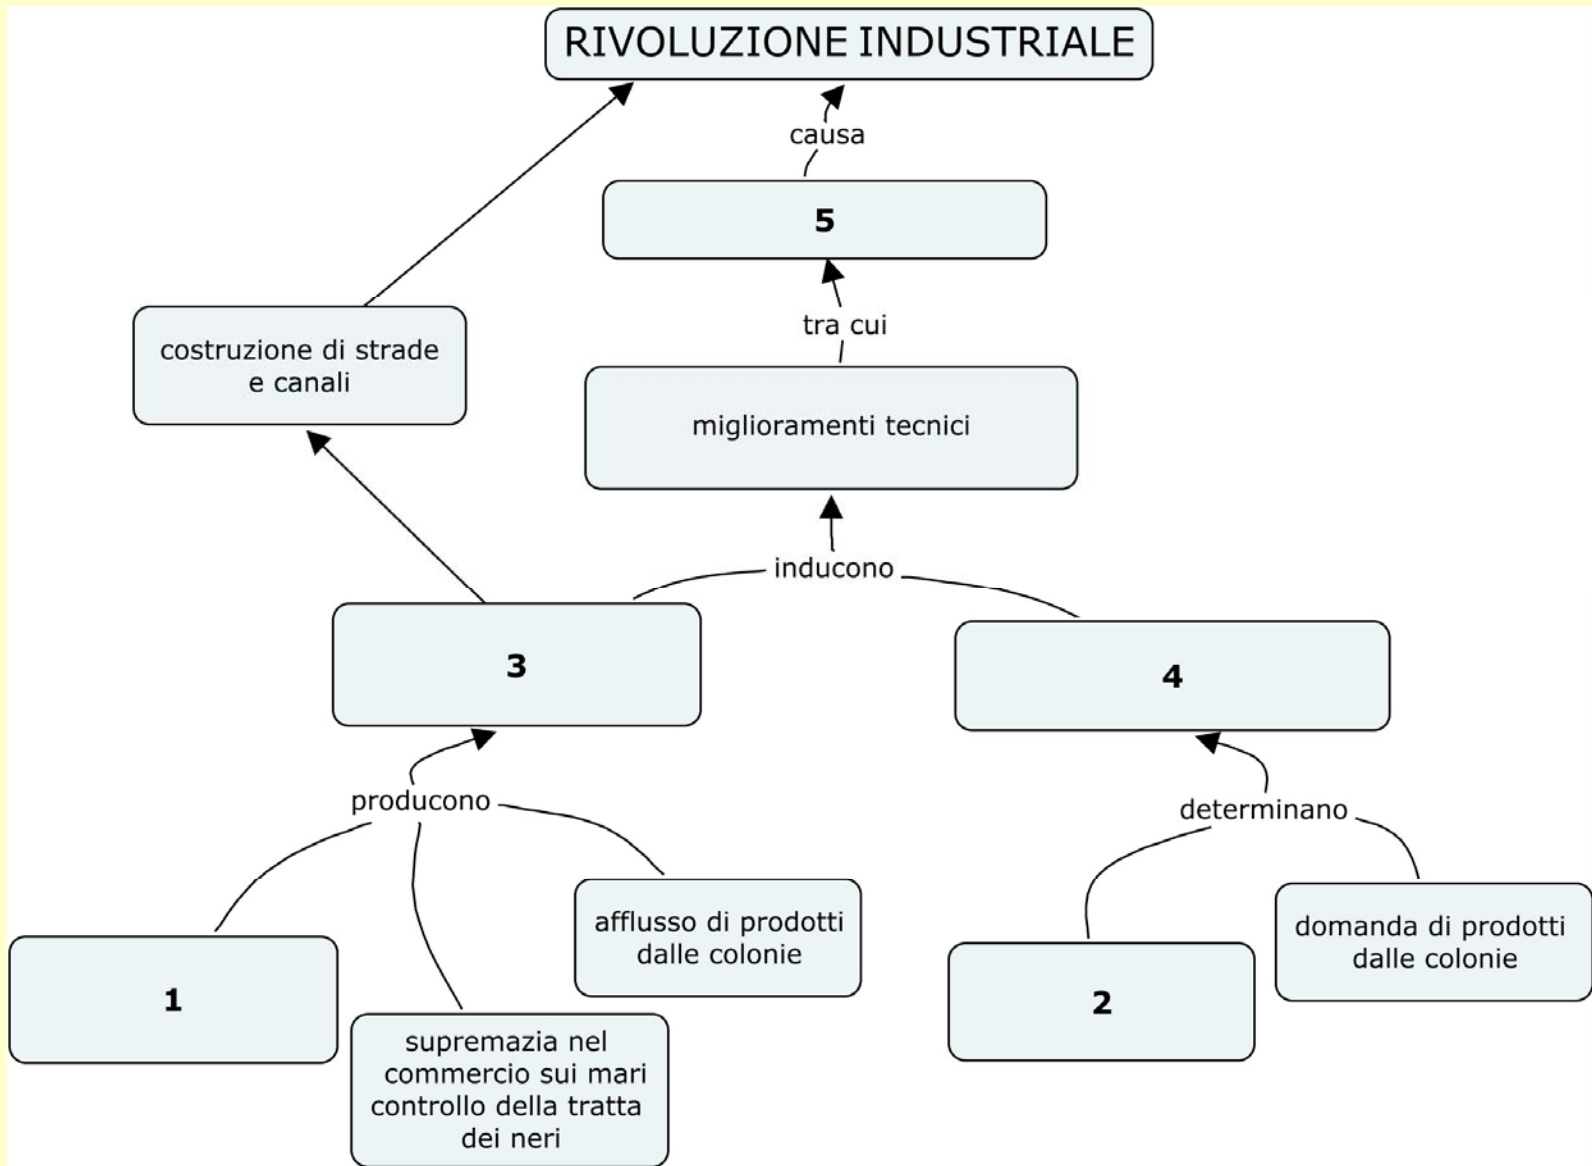 RIVOLUZIONE INDUSTRIALE
causa
5
tra cui
costruzione di strade
e canali
miglioramenti tecnici
inducono
3
4
producono
determinano
afflusso di prodotti
dalle colonie
domanda di prodotti
dalle colonie
1
2
supremazia nel
commercio sui mari
controllo della tratta
dei neri